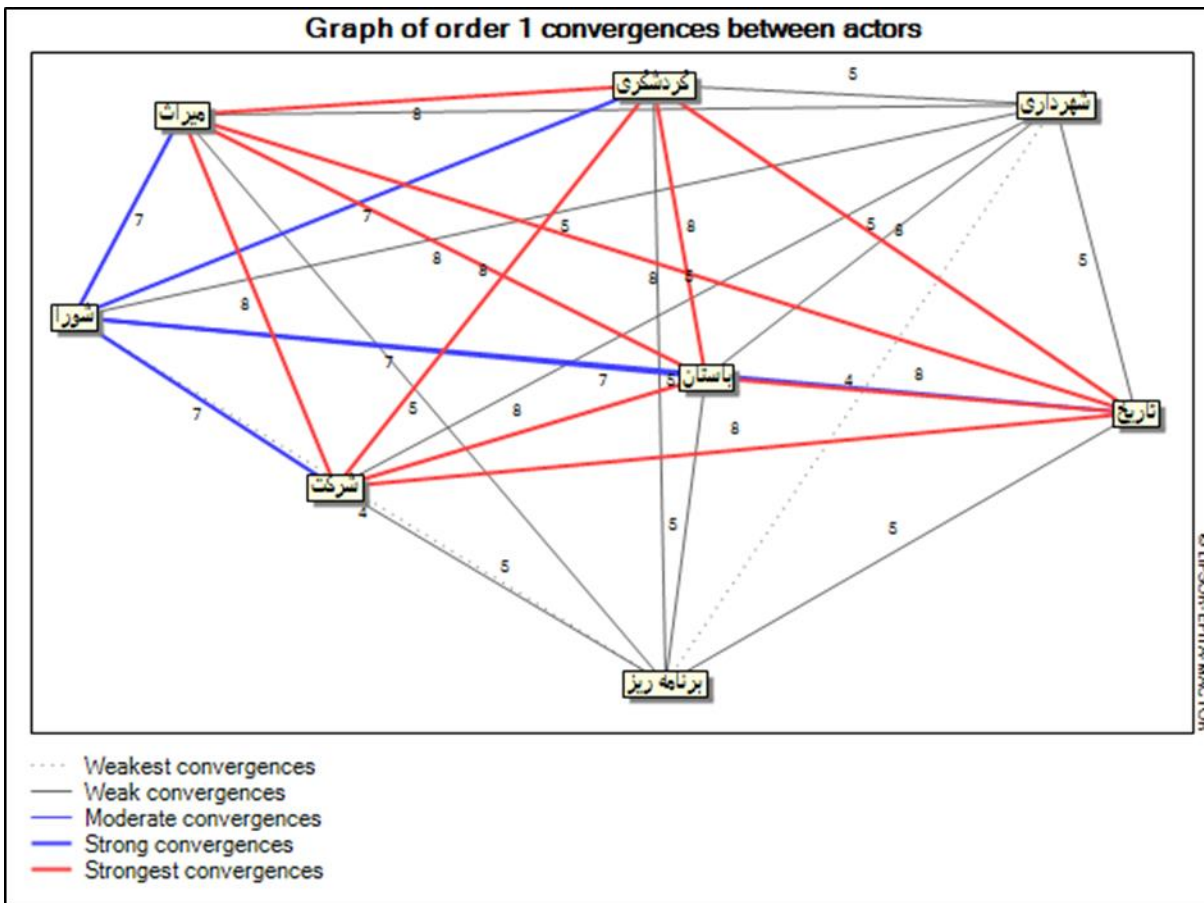 Graph of order 1 convergences between actors
گردشگری
5
شهرداری
میراث
8
7
7
5
8
5
8
8
8
8
5
5
8
شورا
7
7
5
4
8
باستان
5
8
تاریخ
7
8
شرکت
4
5
5
5
برنامه ریز
Weakest convergences
Weak convergences
Moderate convergences
Strong convergences
Strongest convergences